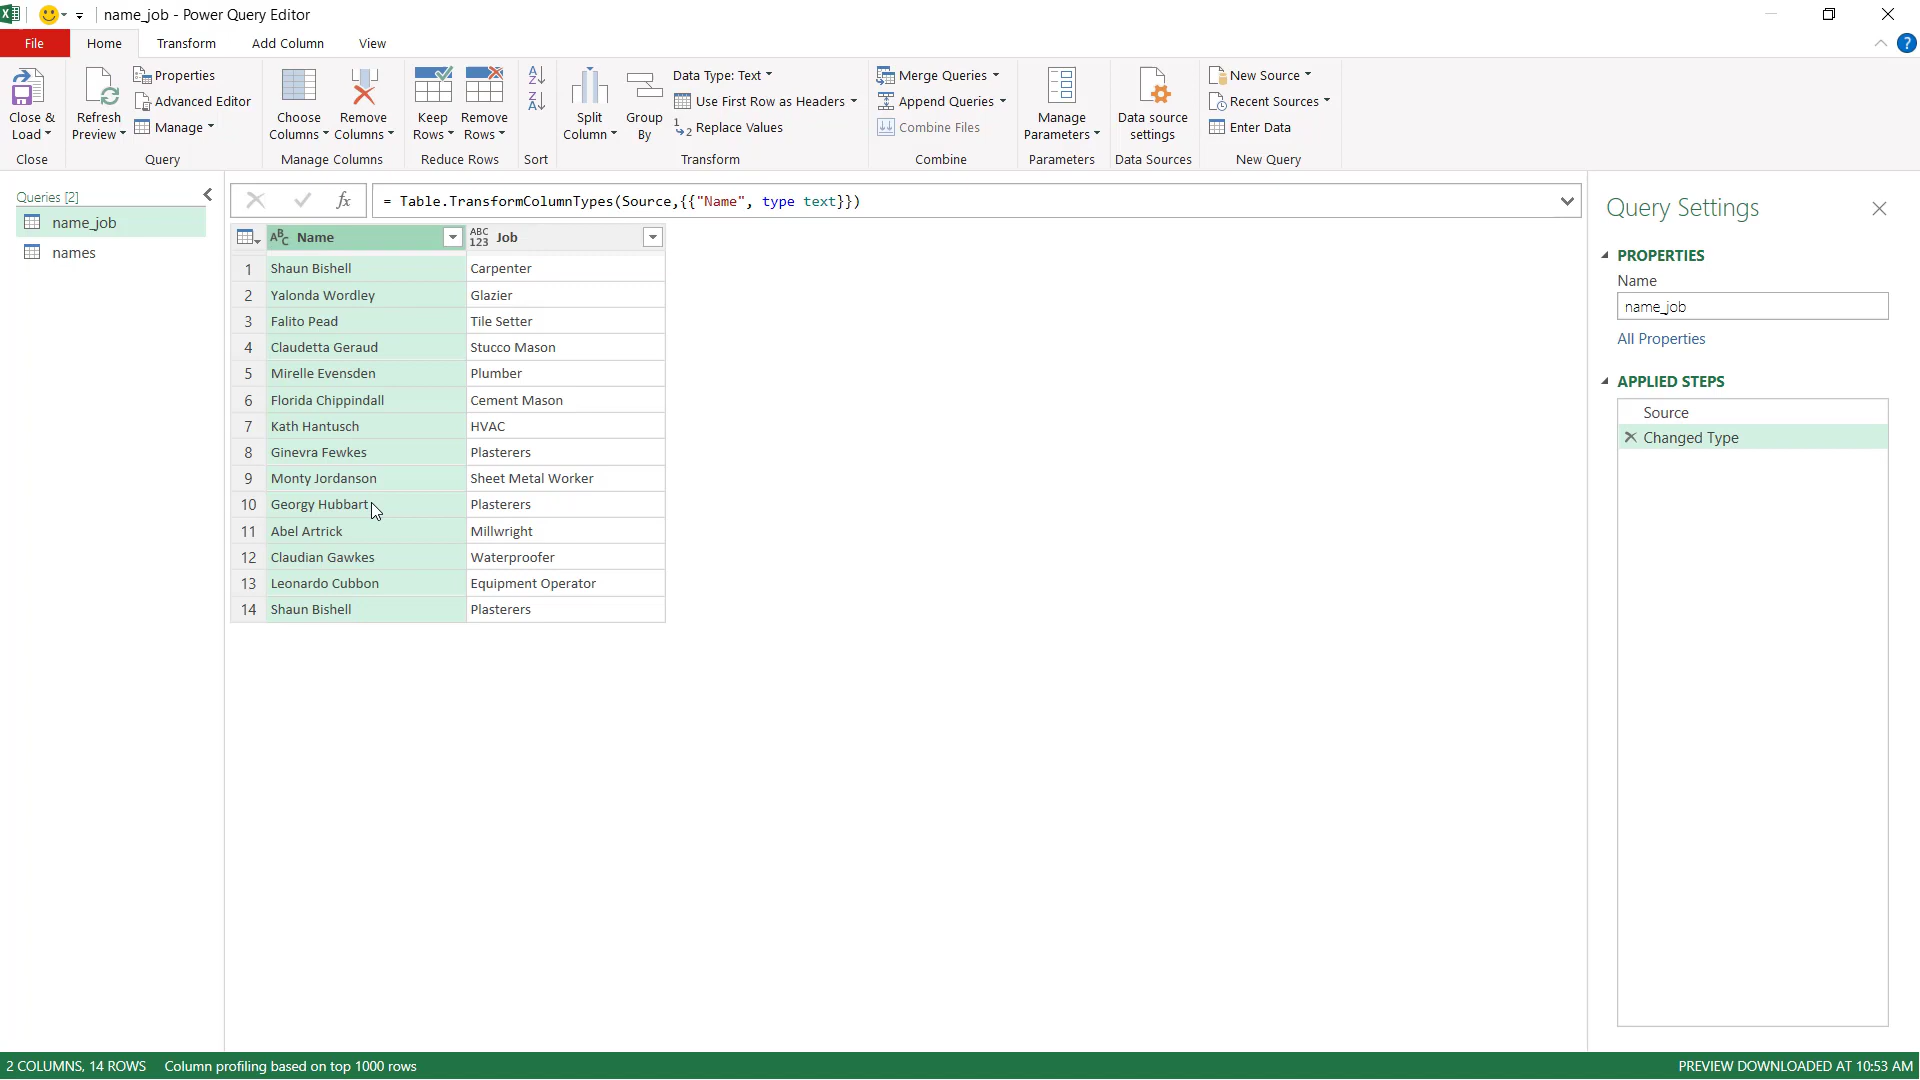 name_job - Power Query Editor
File
Home
Transform
Add Column
View
?
Close &
Load
Close
Refresh
Preview
Properties
Advanced Editor
Manage
Query
Choose
Columns
Remove
Columns
Manage Columns
Keep
Rows
Remove
Rows
Reduce Rows
A
Z
Z
A
Sort
Split
Column
Group
By
Data Type: Text
Use First Row as Headers
1
2
Replace Values
Transform
Merge Queries
Append Queries
Combine Files
Combine
Manage
Parameters
Parameters
Data source
settings
Data Sources
New Source
Recent Sources
Enter Data
New Query
Queries [2]
name_job
names
fx
= Table.TransformColumnTypes(Source,{{"Name", type text}})
ABC Name
ABC
123 Job
1 Shaun Bishell Carpenter
2 Yalonda Wordley Glazier
3 Falito Pead Tile Setter
4 Claudetta Geraud Stucco Mason
5 Mirelle Evensden Plumber
6 Florida Chippindall Cement Mason
7 Kath Hantusch HVAC
8 Ginevra Fewkes Plasterers
9 Monty Jordanson Sheet Metal Worker
10 Georgy Hubbart Plasterers
11 Abel Artrick Millwright
12 Claudian Gawkes Waterproofer
13 Leonardo Cubbon Equipment Operator
14 Shaun Bishell Plasterers
Query Settings
PROPERTIES
Name
name_job
All Properties
APPLIED STEPS
Source
Changed Type
2 COLUMNS, 14 ROWS
Column profiling based on top 1000 rows
PREVIEW DOWNLOADED AT 10:53 AM